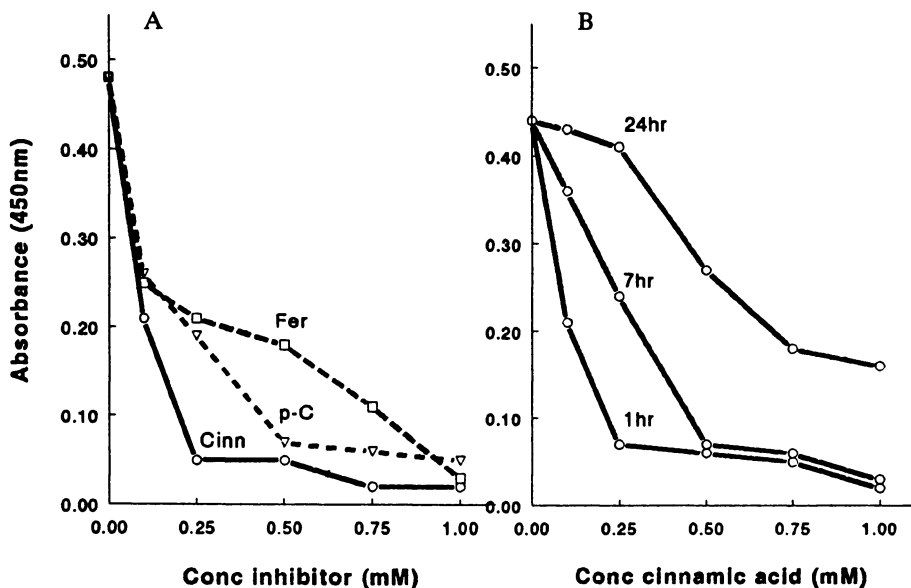 A
B
Absorbance (450nm)
0.50
0.40
0.30
0.20
0.10
0.00
Fer
p-C
Cinn
0.00 0.25 0.50 0.75 1.00
Conc inhibitor (mM)
0.50
0.40
0.30
0.20
0.10
0.00
24hr
7hr
1hr
0.00 0.25 0.50 0.75 1.00
Conc cinnamic acid (mM)